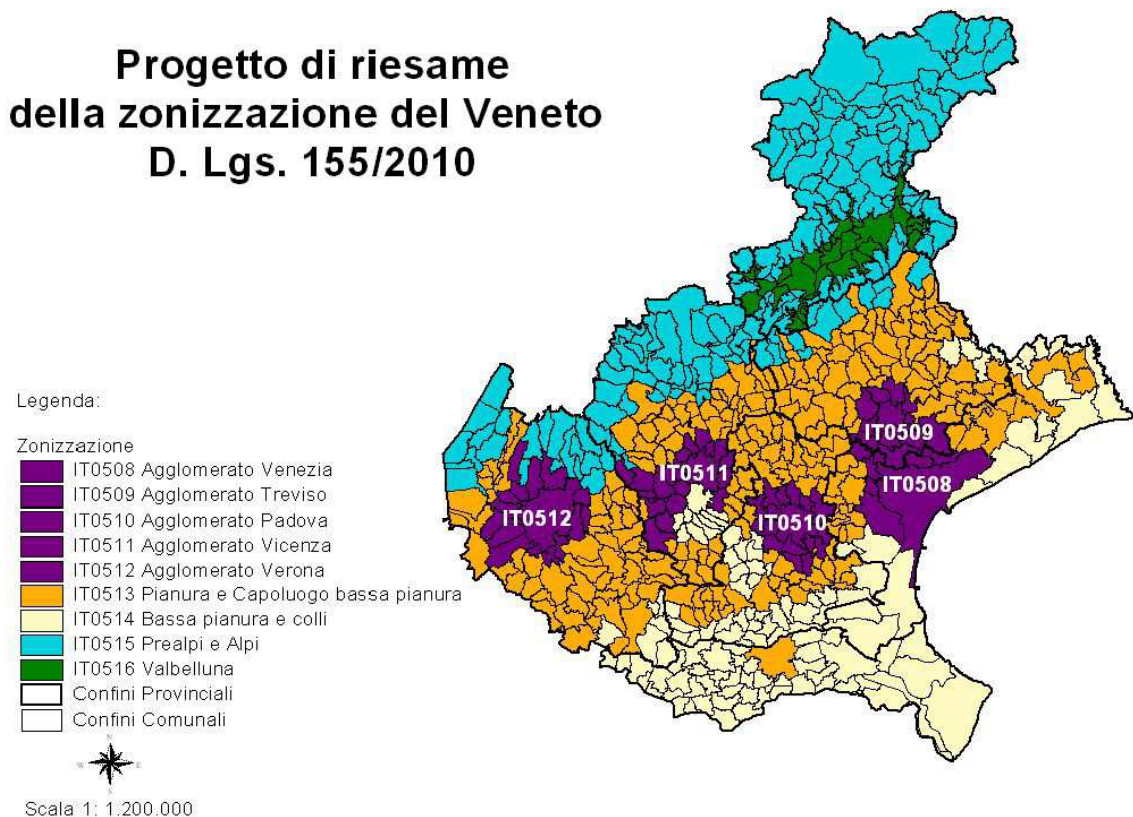 Progetto di riesame
della zonizzazione del Veneto
D. Lgs. 155/2010
IT0509
IT0511
IT0508
IT0512
IT0510
Legenda:
Zonizzazione
IT0508 Agglomerato Venezia
IT0509 Agglomerato Treviso
IT0510 Agglomerato Padova
IT0511 Agglomerato Vicenza
IT0512 Agglomerato Verona
IT0513 Pianura e Capoluogo bassa pianura
IT0514 Bassa pianura e colli
IT0515 Prealpi e Alpi
IT0516 Valbelluna
Confini Provinciali
Confini Comunali
N
W E
S
Scala 1: 1.200.000